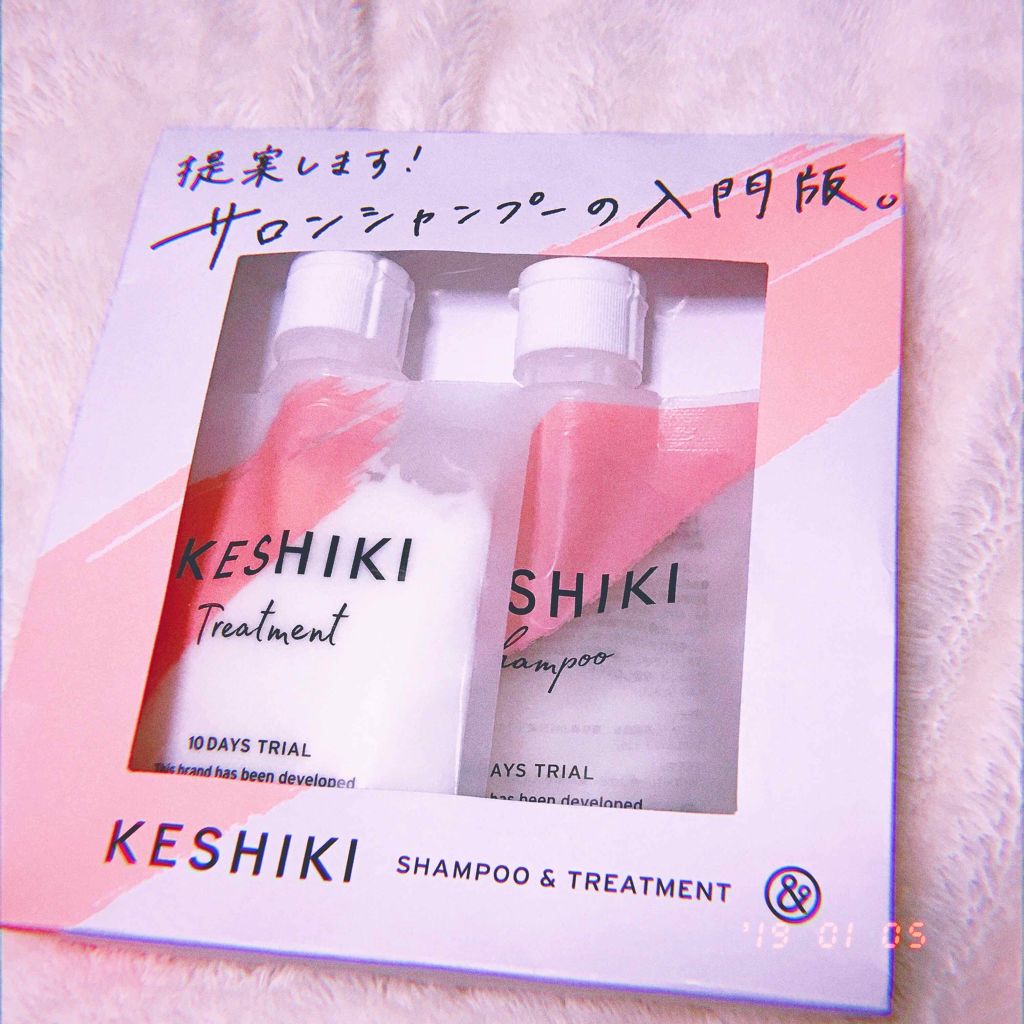 提案します!
サロンシャンプーの入門版。
KESHIKI
Treatment
10 DAYS TRIAL
This brand has been developed
SHIKI
hampoo
AYS TRIAL
has been developed
KESHIKI
SHAMPOO & TREATMENT
&
'19 01 05